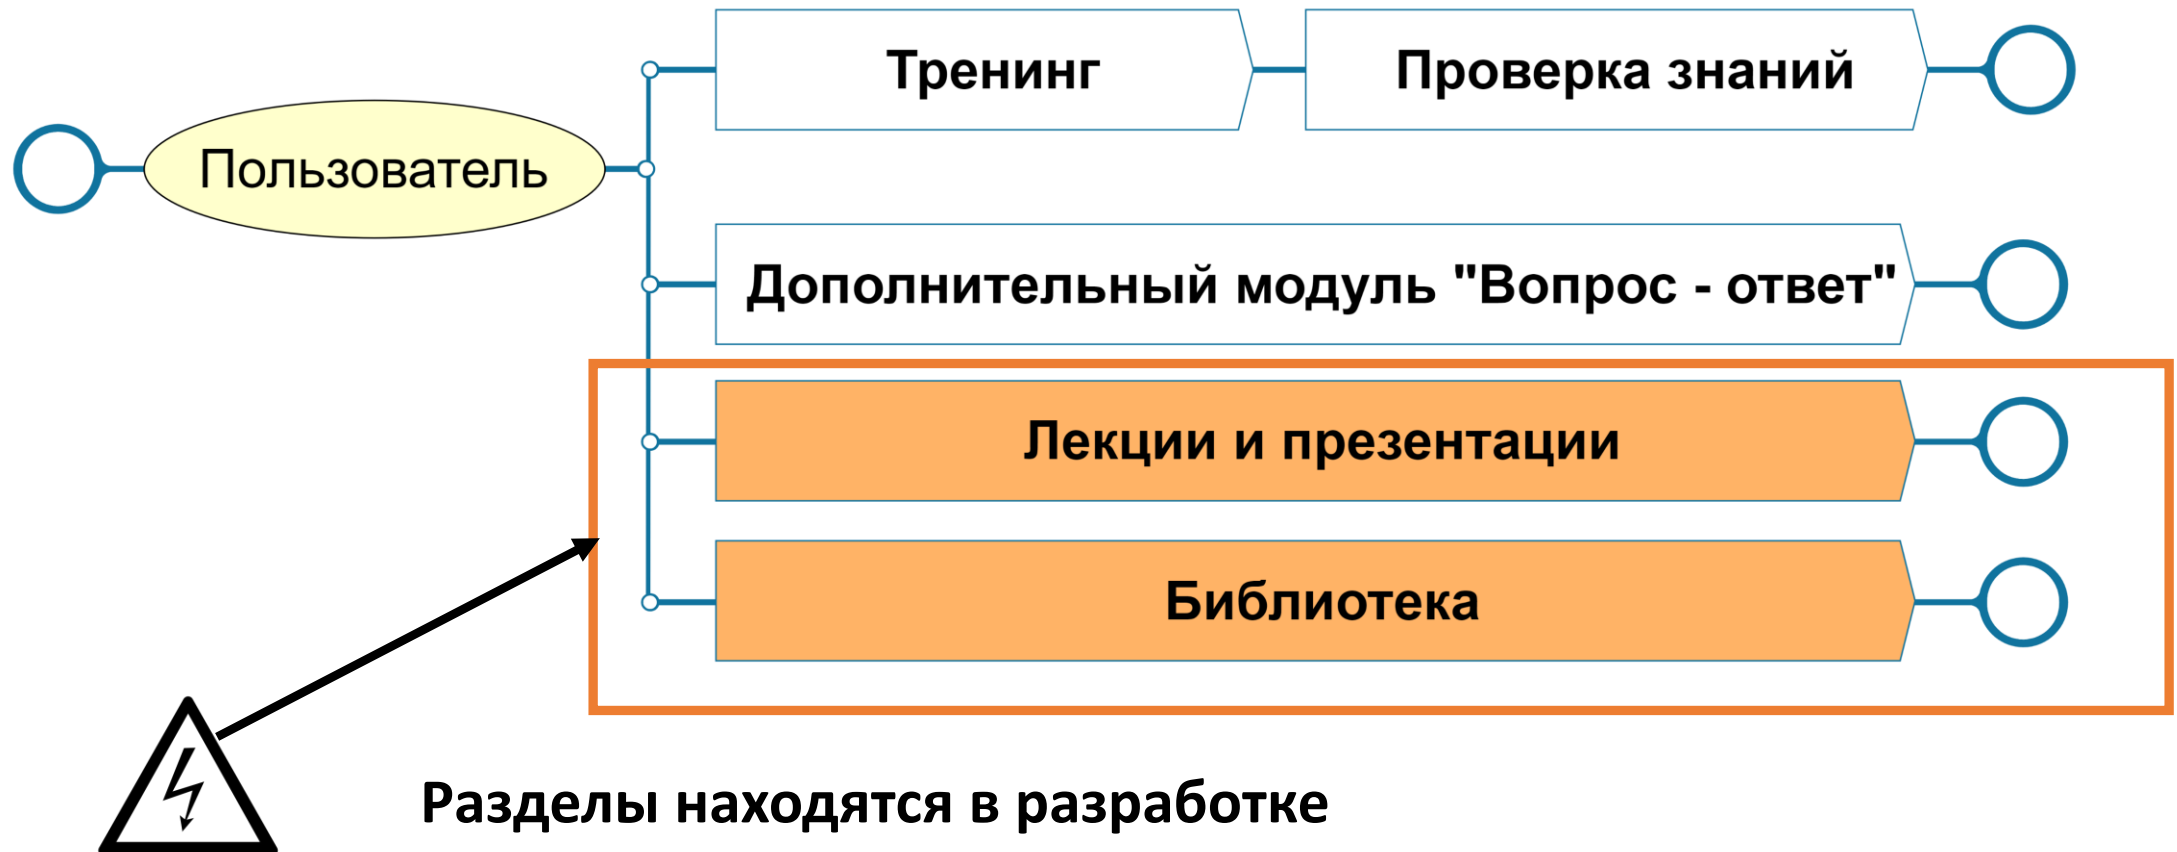 Тренинг
Проверка знаний
Пользователь
Дополнительный модуль "Вопрос - ответ"
Лекции и презентации
Библиотека
Разделы находятся в разработке